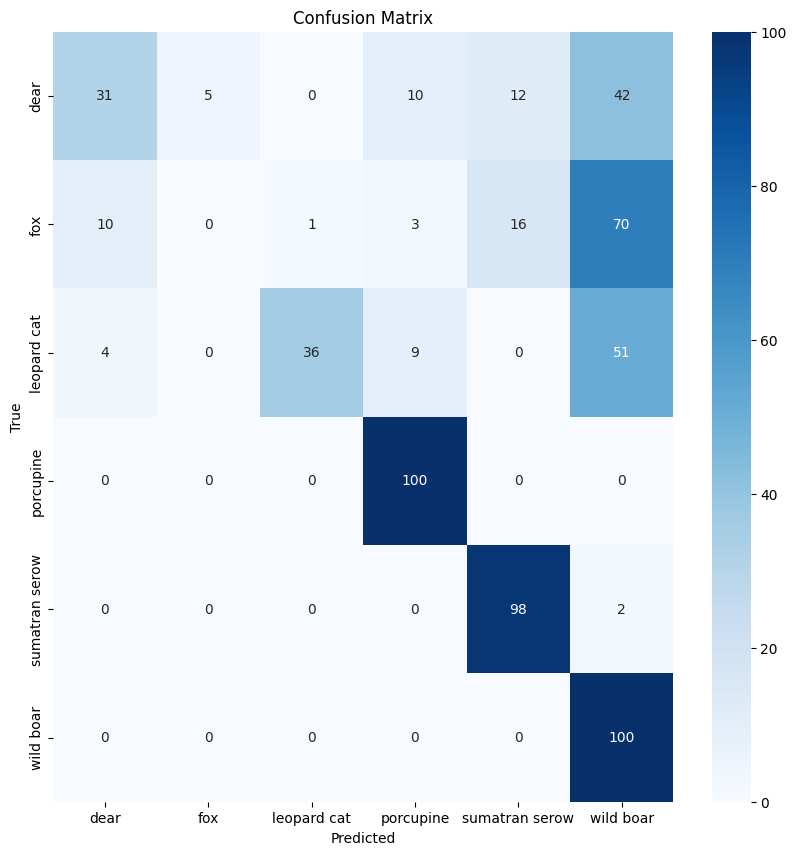 Confusion Matrix
dear 31 5 0 10 12 42
fox 10 0 1 3 16 70
leopard cat 4 0 36 9 0 51
porcupine 0 0 0 100 0 0
sumatran serow 0 0 0 0 98 2
wild boar 0 0 0 0 0 100
True
dear fox leopard cat porcupine sumatran serow wild boar
Predicted
100
80
60
40
20
0